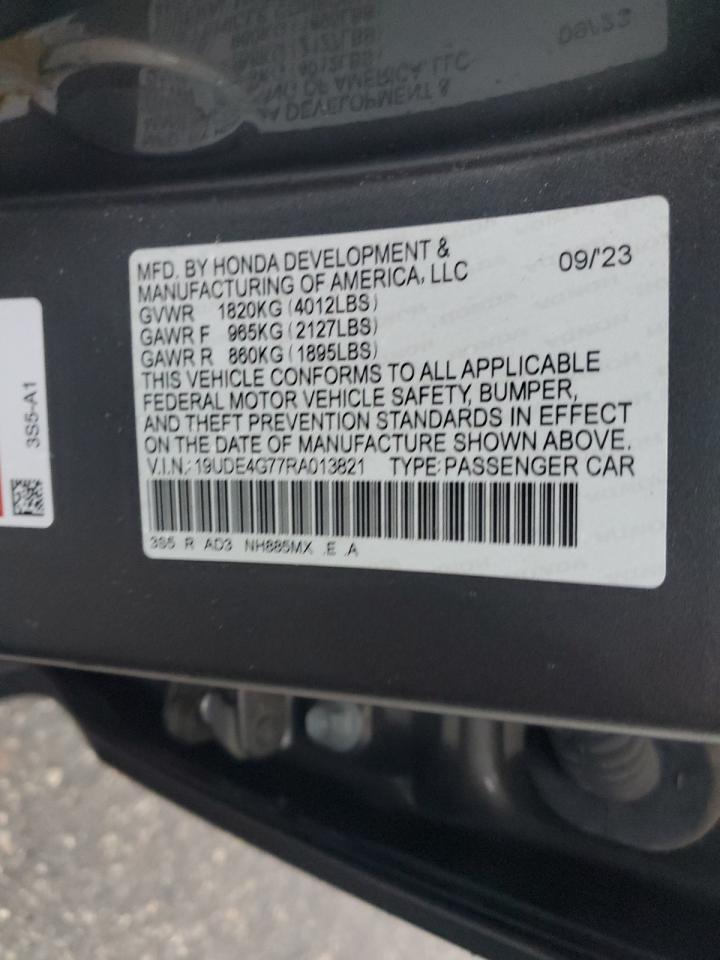 MFD. BY HONDA DEVELOPMENT & 09/'23
MANUFACTURING OF AMERICA, LLC
GVWR 1820KG (4012LBS)
GAWR F 965KG (2127LBS)
GAWR R 860KG (1895LBS)
THIS VEHICLE CONFORMS TO ALL APPLICABLE
FEDERAL MOTOR VEHICLE SAFETY, BUMPER,
AND THEFT PREVENTION STANDARDS IN EFFECT
ON THE DATE OF MANUFACTURE SHOWN ABOVE.
V.I.N.: 19UDE4G77RA013821 TYPE: PASSENGER CAR
3S5 R AD3 NH885MX .E .A
3S5-A1